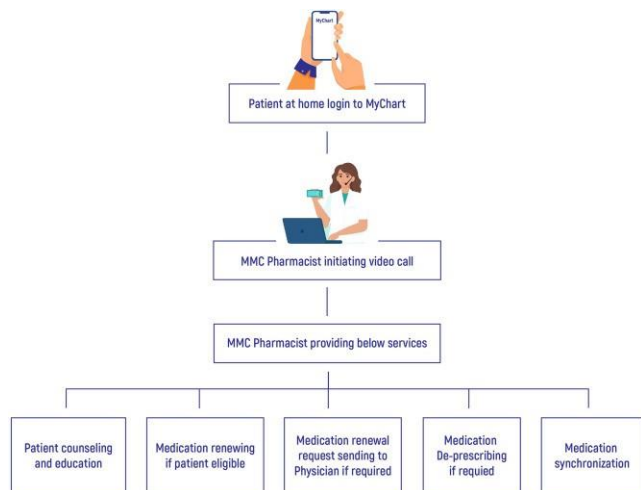 MyChart
Patient at home login to MyChart
MMC Pharmacist initiating video call
MMC Pharmacist providing below services
Patient counseling
and education
Medication renewing
if patient eligible
Medication renewal
request sending to
Physician if required
Medication
De-prescribing
if requied
Medication
synchronization